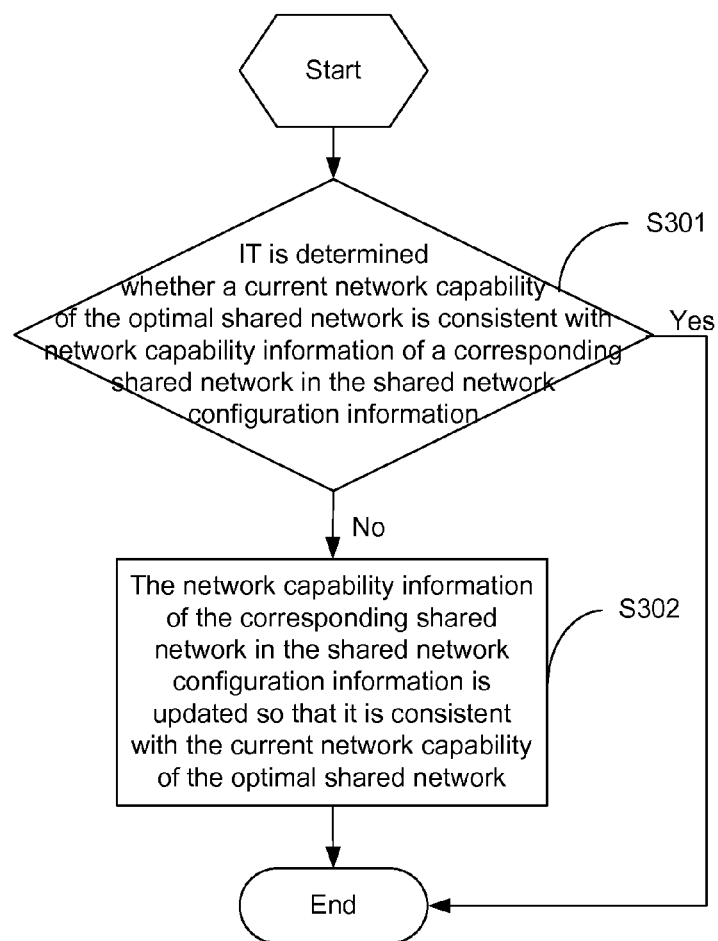 Start
S301
IT is determined
whether a current network capability
of the optimal shared network is consistent with
network capability information of a corresponding
shared network in the shared network
configuration information
Yes
No
The network capability information
of the corresponding shared
network in the shared network
configuration information is
updated so that it is consistent
with the current network capability
of the optimal shared network
S302
End